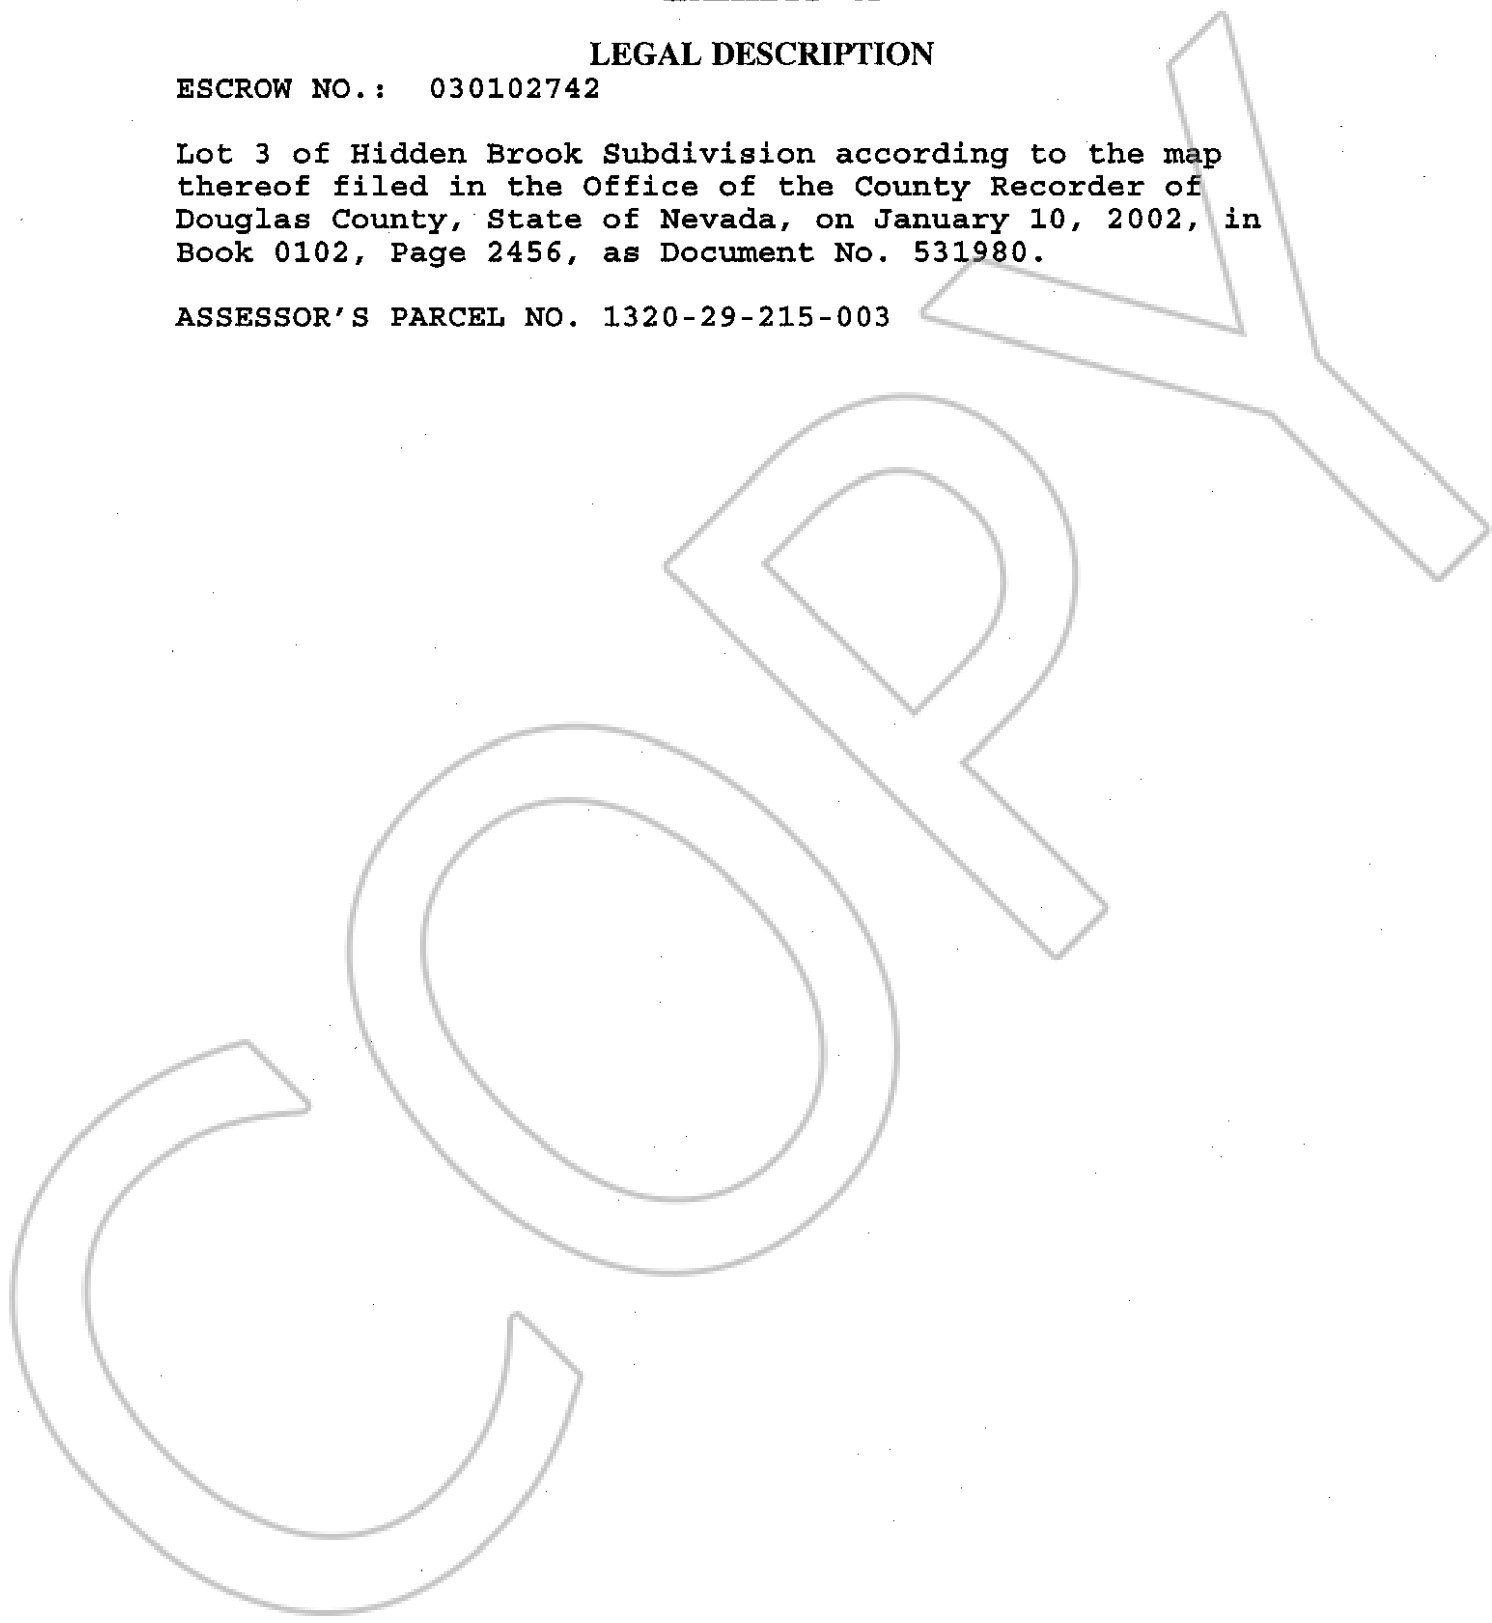 LEGAL DESCRIPTION
ESCROW NO.: 030102742
Lot 3 of Hidden Brook Subdivision according to the map
thereof filed in the Office of the County Recorder of
Douglas County, State of Nevada, on January 10, 2002, in
Book 0102, Page 2456, as Document No. 531980.
ASSESSOR'S PARCEL NO. 1320-29-215-003
COPY